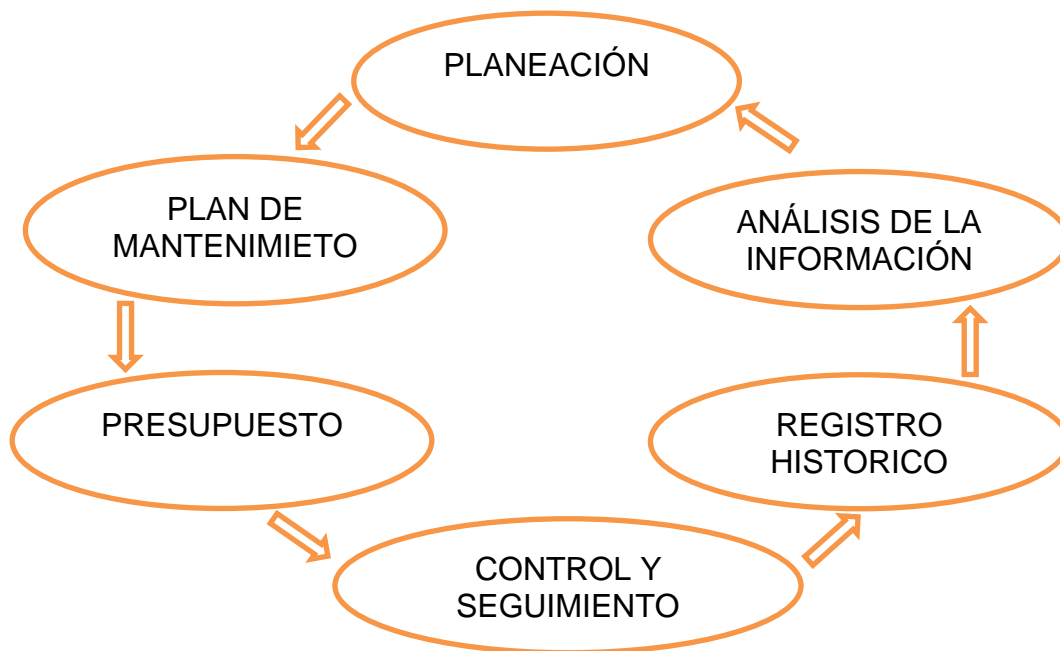 PLANEACIÓN
PLAN DE
MANTENIMIETO
PRESUPUESTO
CONTROL Y
SEGUIMIENTO
REGISTRO
HISTORICO
ANÁLISIS DE LA
INFORMACIÓN